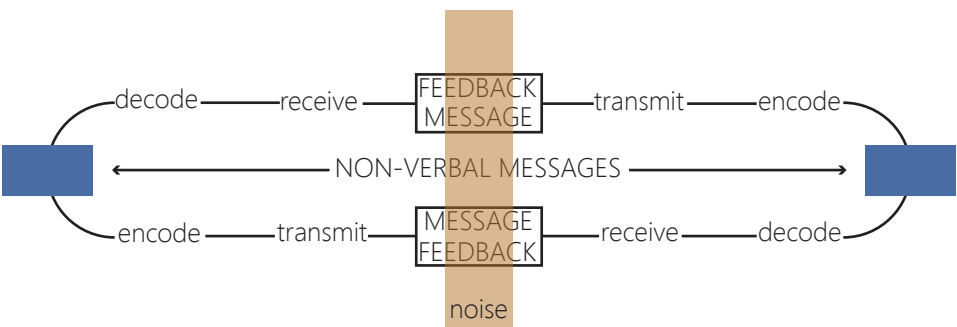 decode receive FEEDBACK transmit encode
MESSAGE
NON-VERBAL MESSAGES
encode transmit MESSAGE receive decode
FEEDBACK
noise